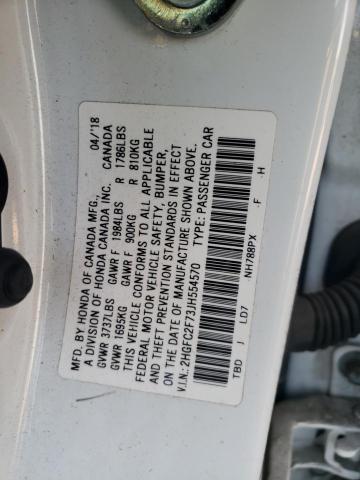 MFD. BY HONDA OF CANADA MFG., 04/'18
A DIVISION OF HONDA CANADA INC. CANADA
GVWR 3737LBS GAWR F 1984LBS R 1786LBS
GVWR 1695KG GAWR F 900KG R 810KG
THIS VEHICLE CONFORMS TO ALL APPLICABLE
FEDERAL MOTOR VEHICLE SAFETY, BUMPER,
AND THEFT PREVENTION STANDARDS IN EFFECT
ON THE DATE OF MANUFACTURE SHOWN ABOVE.
V.I.N.: 2HGFC2F73JH554570 TYPE: PASSENGER CAR
NH788PX F H
TBD J LD7